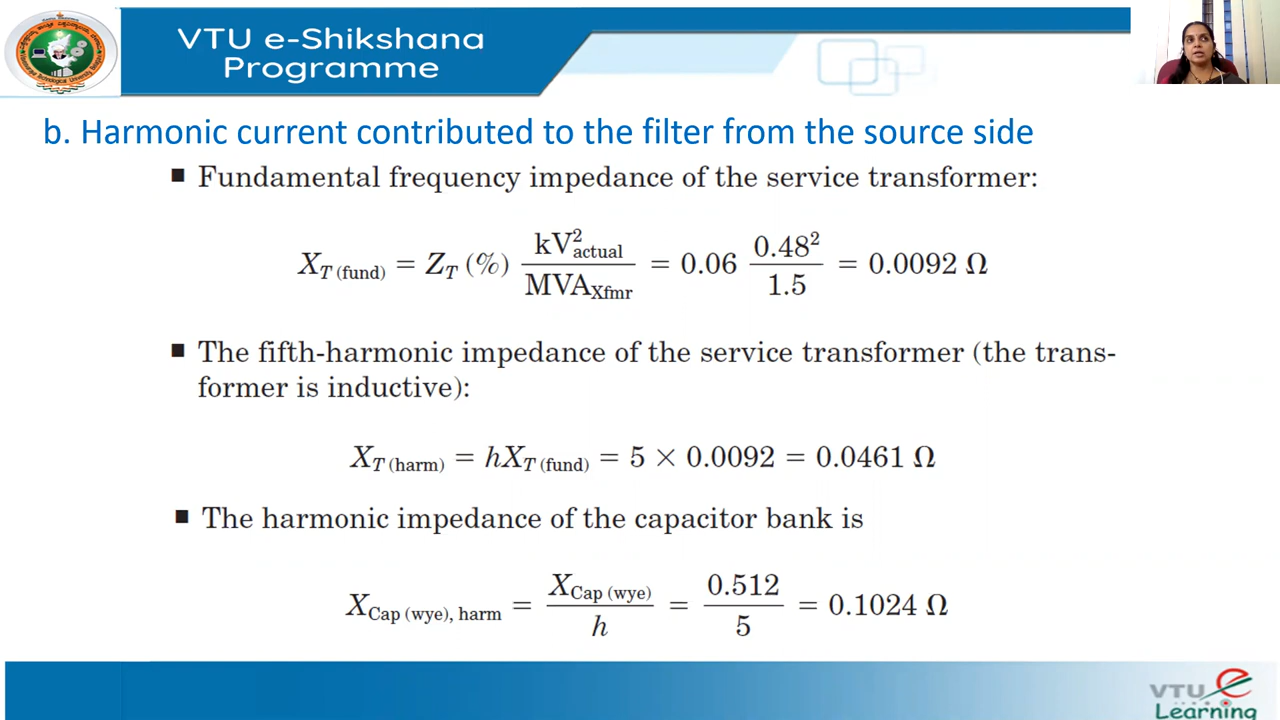 VTU e-Shikshana
Programme
b. Harmonic current contributed to the filter from the source side
■ Fundamental frequency impedance of the service transformer:
X_T (fund) = Z_T (%) kV²_actual / MVA_Xfmr = 0.06 0.48² / 1.5 = 0.0092 Ω
■ The fifth-harmonic impedance of the service transformer (the trans-
former is inductive):
X_T (harm) = hX_T (fund) = 5 × 0.0092 = 0.0461 Ω
■ The harmonic impedance of the capacitor bank is
X_Cap (wye), harm = X_Cap (wye) / h = 0.512 / 5 = 0.1024 Ω
VTU e
Learning